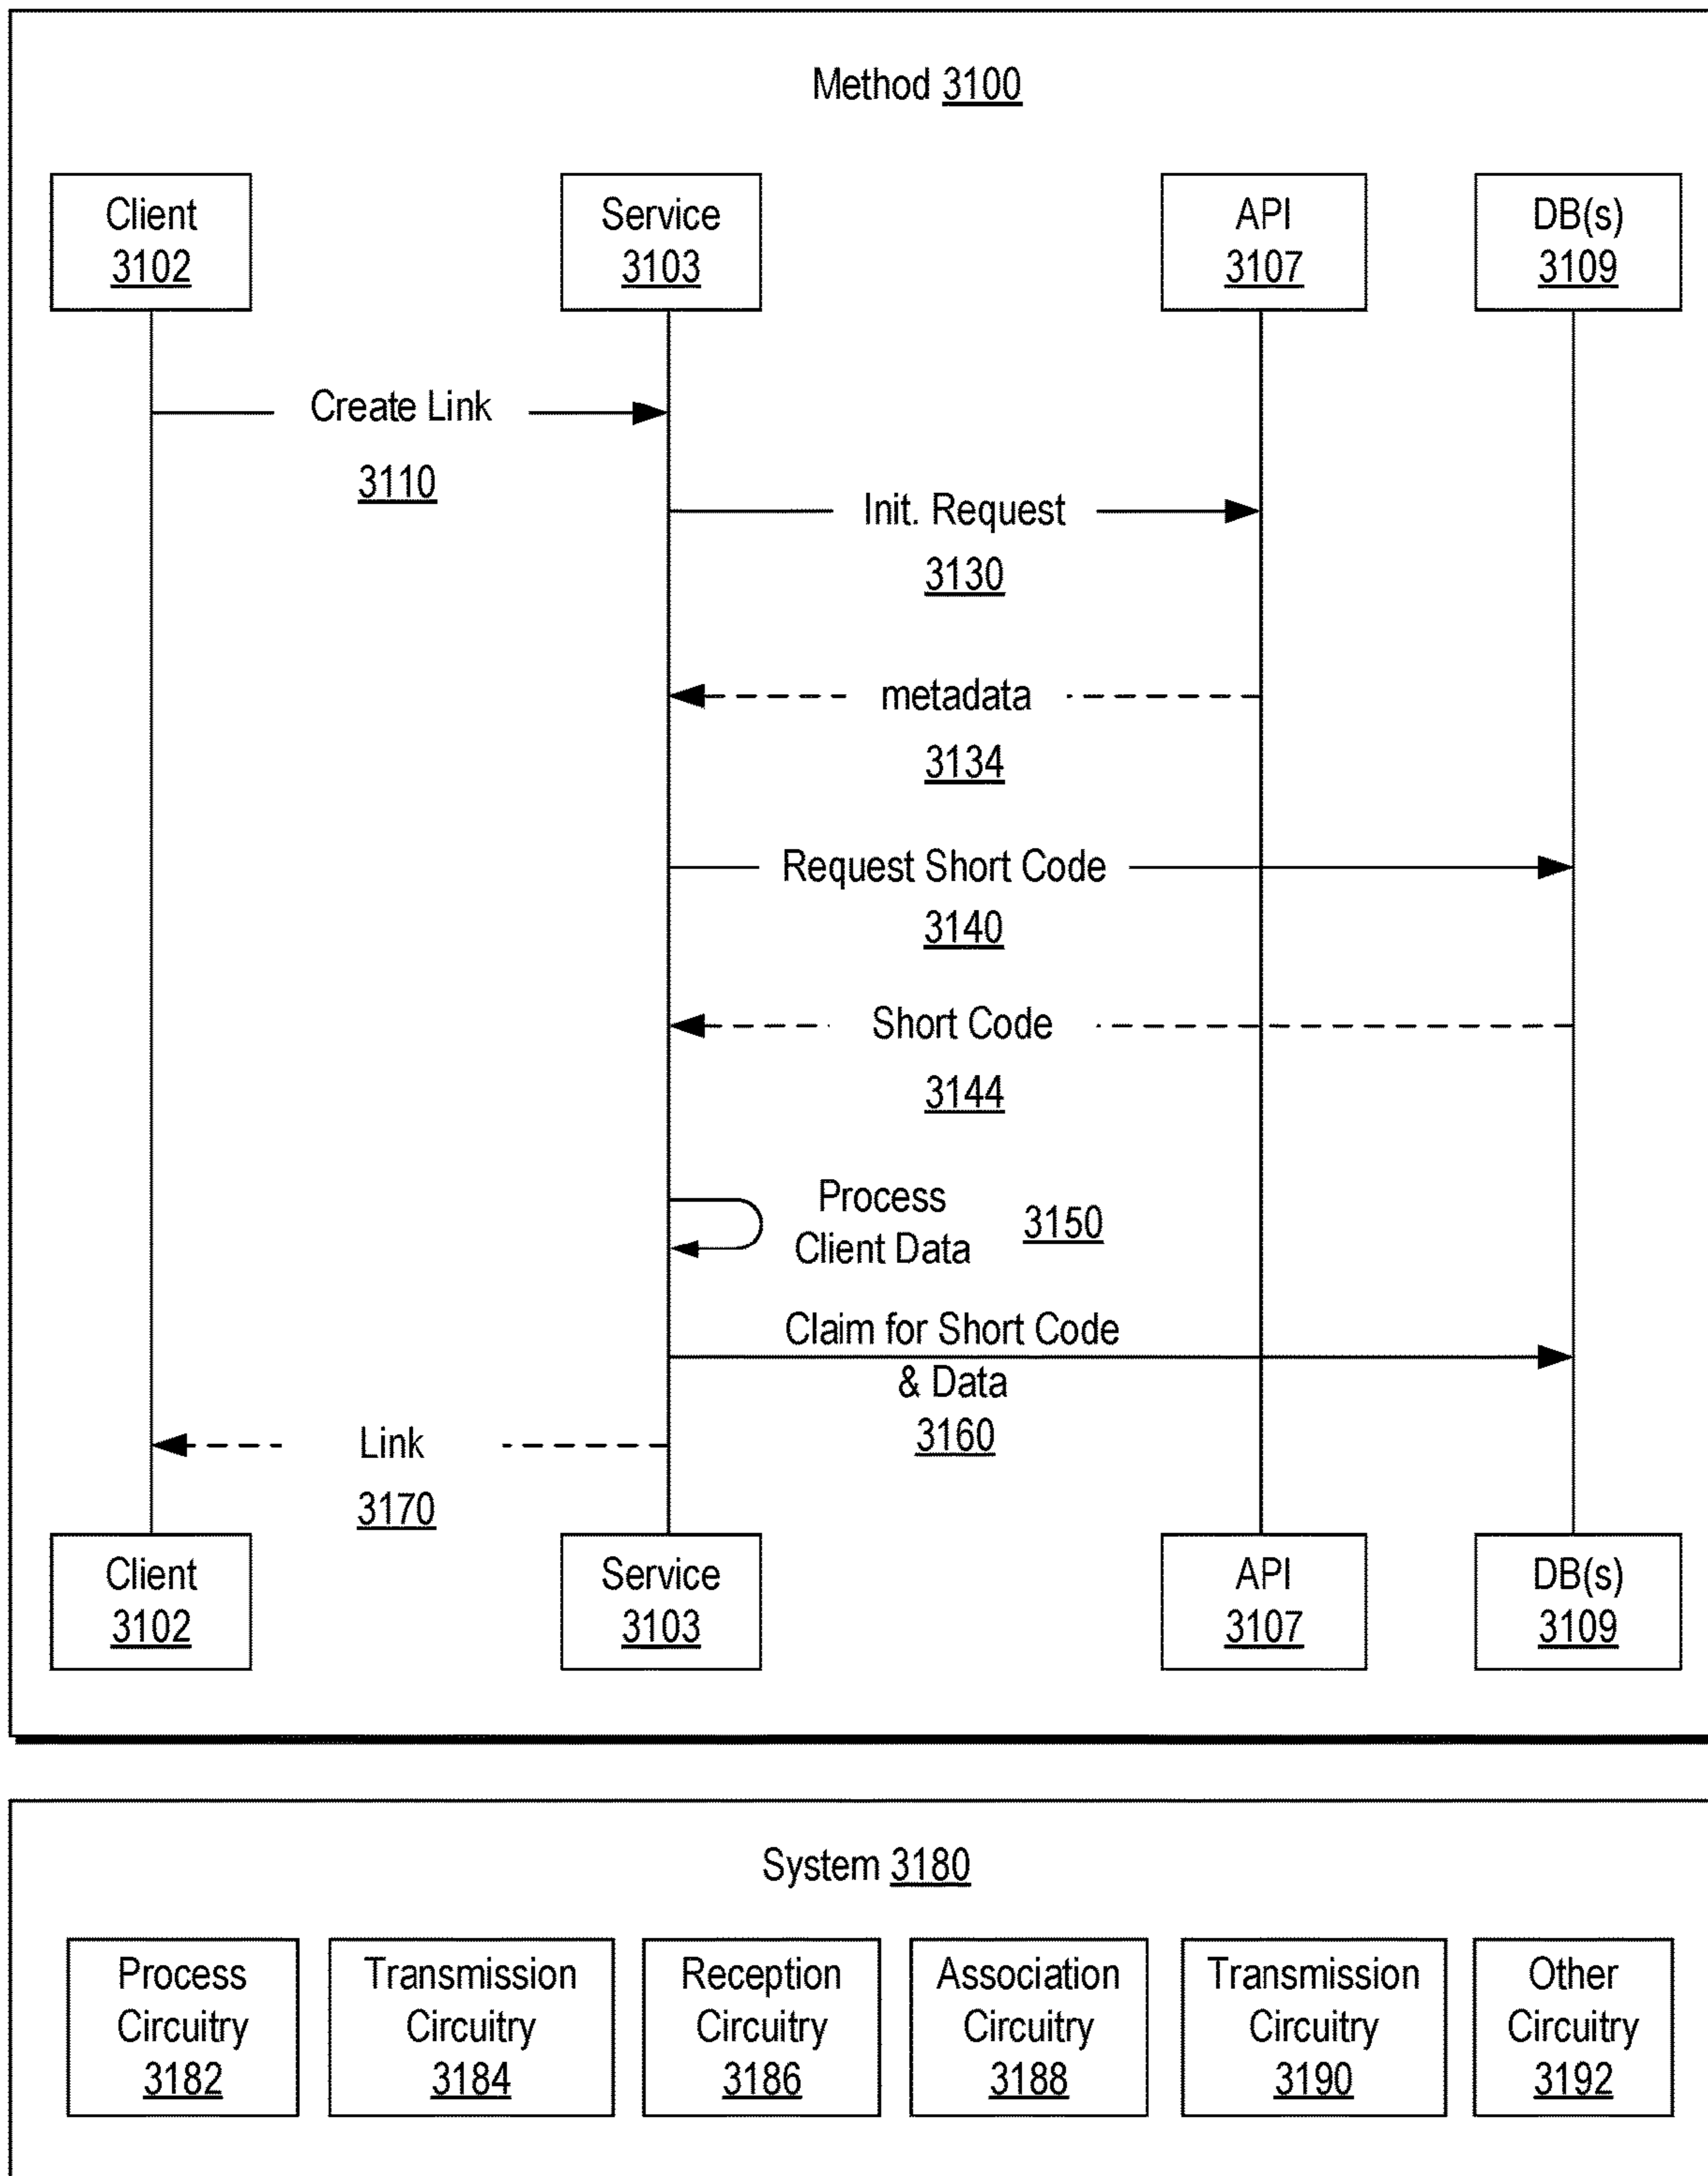 Method 3100
Client
3102
Service
3103
API
3107
DB(s)
3109
Create Link
3110
Init. Request
3130
metadata
3134
Request Short Code
3140
Short Code
3144
Process
Client Data
3150
Claim for Short Code
& Data
3160
Link
3170
Client
3102
Service
3103
API
3107
DB(s)
3109
System 3180
Process
Circuitry
3182
Transmission
Circuitry
3184
Reception
Circuitry
3186
Association
Circuitry
3188
Transmission
Circuitry
3190
Other
Circuitry
3192